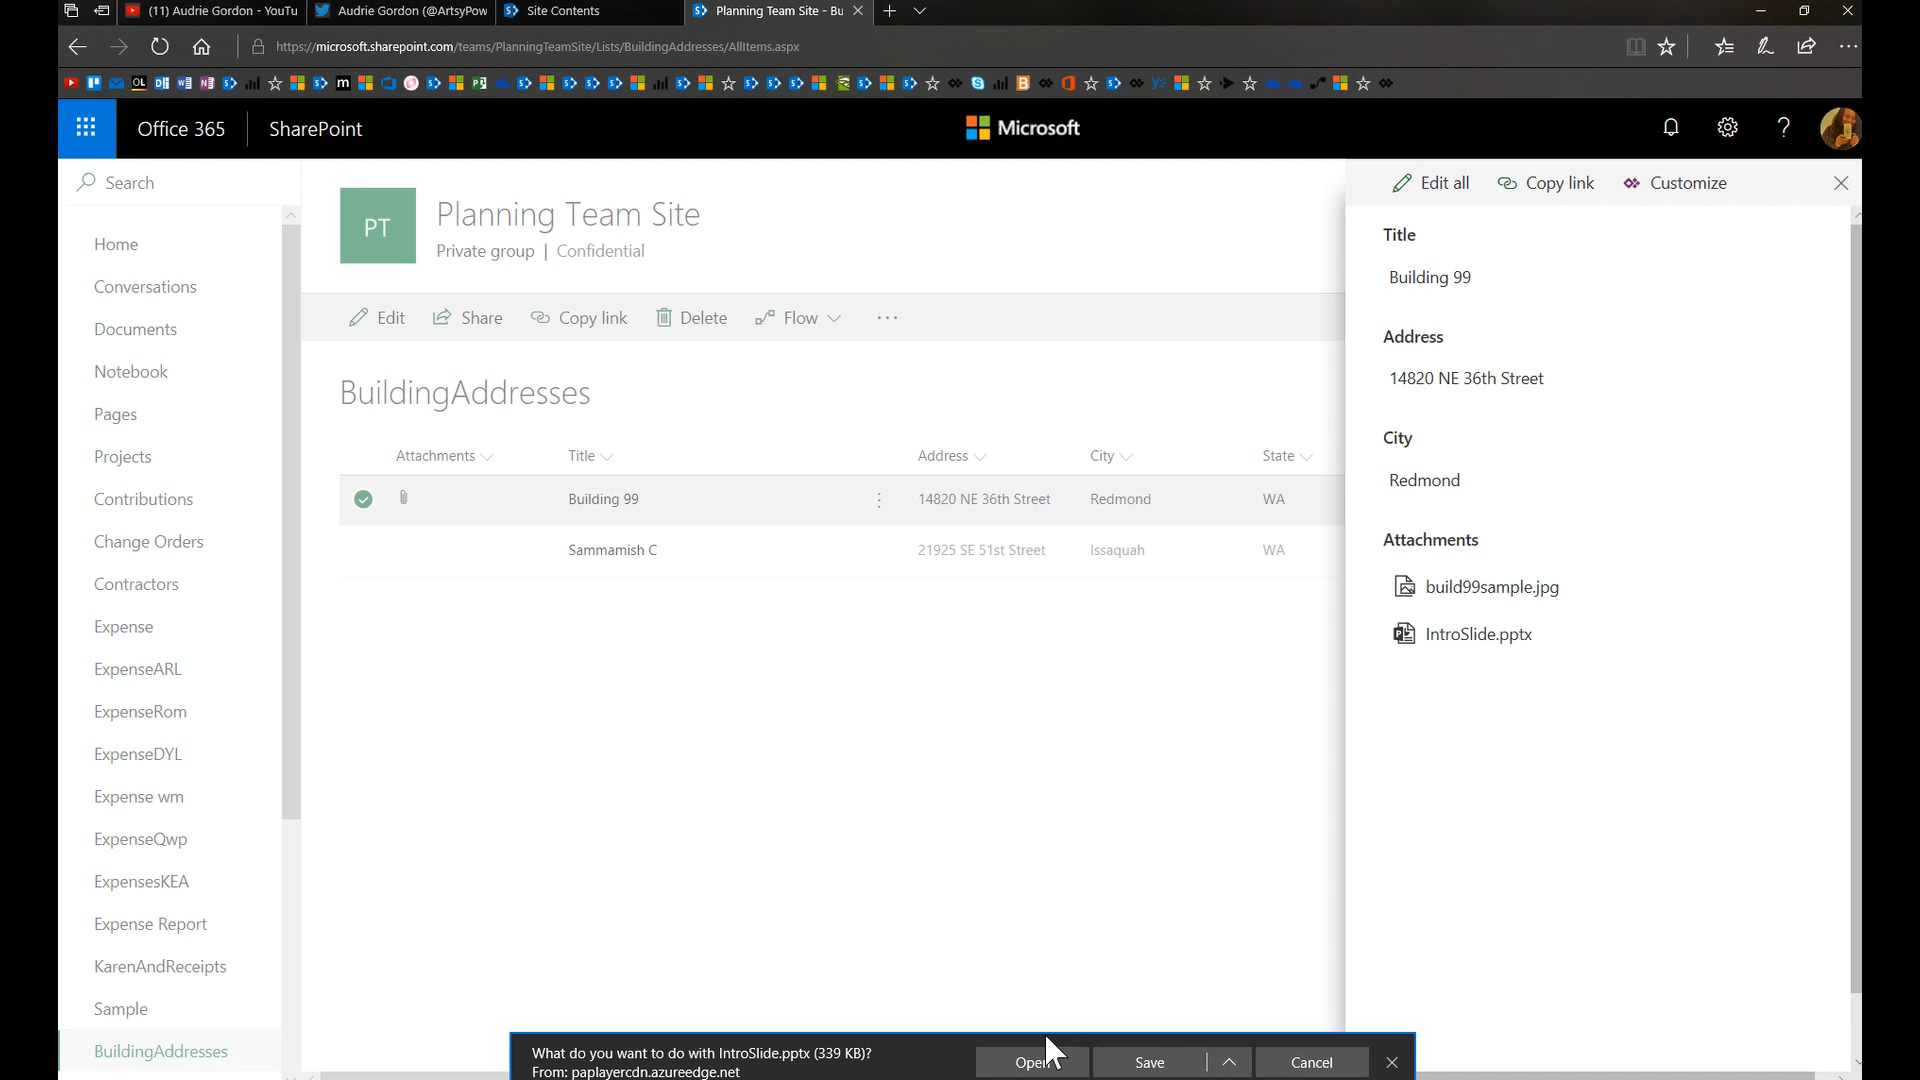 (11) Audrie Gordon - YouTu
Audrie Gordon (@ArtsyPow
Site Contents
Planning Team Site - Bu
https://microsoft.sharepoint.com/teams/PlanningTeamSite/Lists/BuildingAddresses/AllItems.aspx
Office 365
SharePoint
Microsoft
Search
Home
Conversations
Documents
Notebook
Pages
Projects
Contributions
Change Orders
Contractors
Expense
ExpenseARL
ExpenseRom
ExpenseDYL
Expense wm
ExpenseQwp
ExpensesKEA
Expense Report
KarenAndReceipts
Sample
BuildingAddresses
PT
Planning Team Site
Private group | Confidential
Edit Share Copy link Delete Flow ···
BuildingAddresses
Attachments Title Address City State
Building 99 14820 NE 36th Street Redmond WA
Sammamish C 21925 SE 51st Street Issaquah WA
Edit all Copy link Customize
Title
Building 99
Address
14820 NE 36th Street
City
Redmond
Attachments
build99sample.jpg
IntroSlide.pptx
What do you want to do with IntroSlide.pptx (339 KB)?
From: paplayercdn.azureedge.net
Open Save Cancel